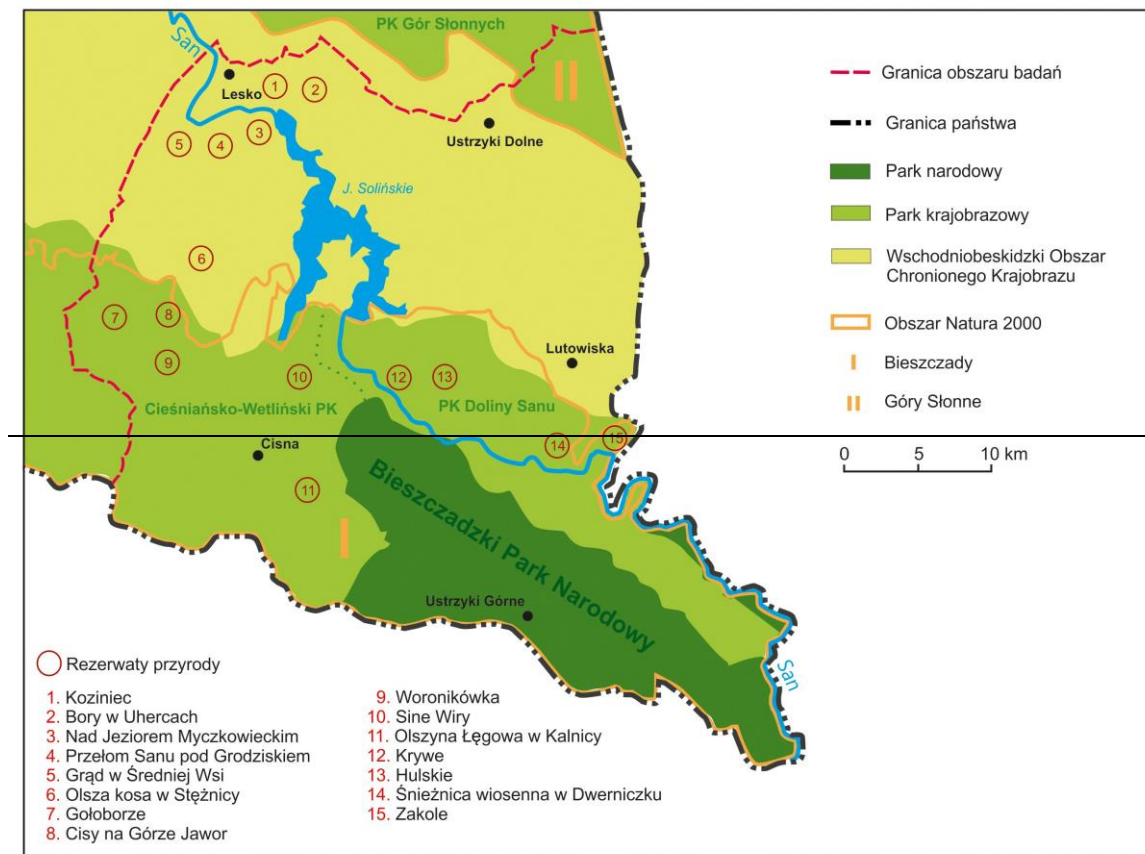 PK Gór Słonnych
San
Lesko
1
2
II
3
Ustrzyki Dolne
5
4
J. Solińskie
6
7
8
Lutowiska
9
10
12
13
Cieśniańsko-Wetliński PK
PK Doliny Sanu
Cisna
14
15
11
Bieszczadzki Park Narodowy
I
Ustrzyki Górne
San
Granica obszaru badań
Granica państwa
Park narodowy
Park krajobrazowy
Wschodniobeskidzki Obszar
Chronionego Krajobrazu
Obszar Natura 2000
I Bieszczady
II Góry Słonne
0 5 10 km
Rezerwaty przyrody
1. Koziniec
2. Bory w Uhercach
3. Nad Jeziorem Myczkowieckim
4. Przełom Sanu pod Grodziskiem
5. Grąd w Średniej Wsi
6. Olsza kosa w Stężnicy
7. Gołoborze
8. Cisy na Górze Jawor
9. Woronikówka
10. Sine Wiry
11. Olszyna Łęgowa w Kalnicy
12. Krywe
13. Hulskie
14. Śnieżnica wiosenna w Dwerniczku
15. Zakole